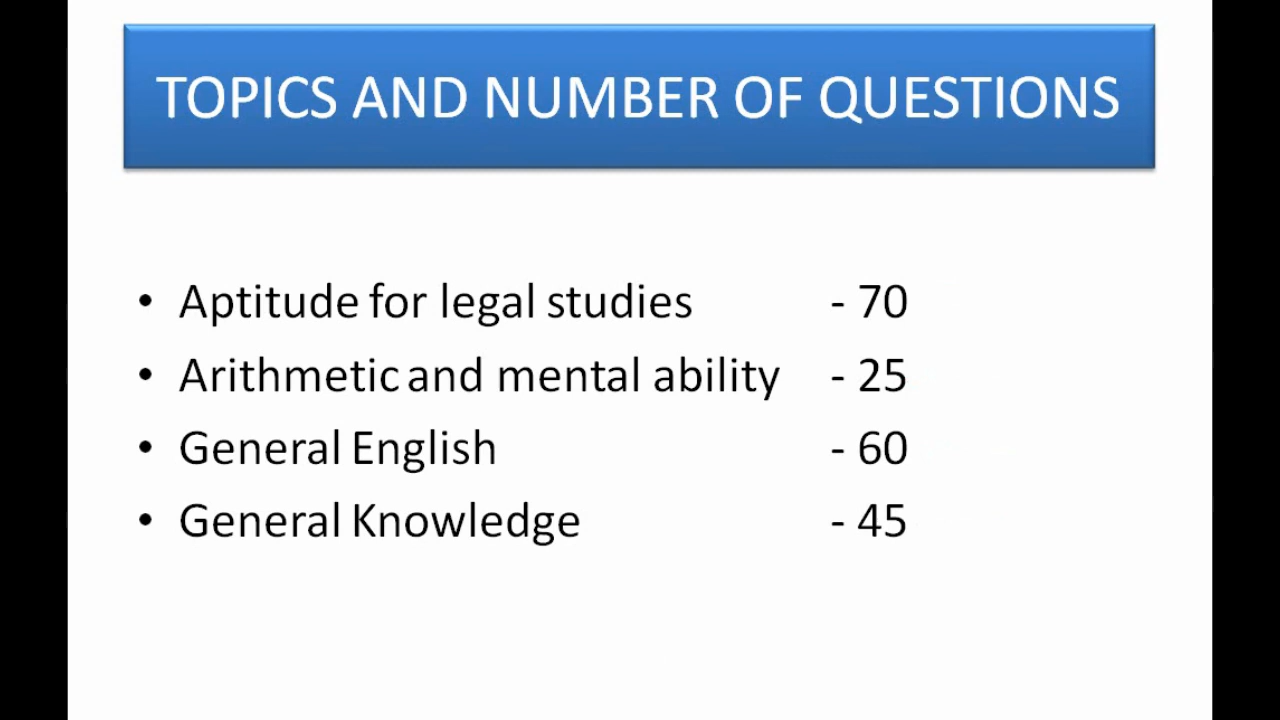 TOPICS AND NUMBER OF QUESTIONS
• Aptitude for legal studies - 70
• Arithmetic and mental ability - 25
• General English - 60
• General Knowledge - 45